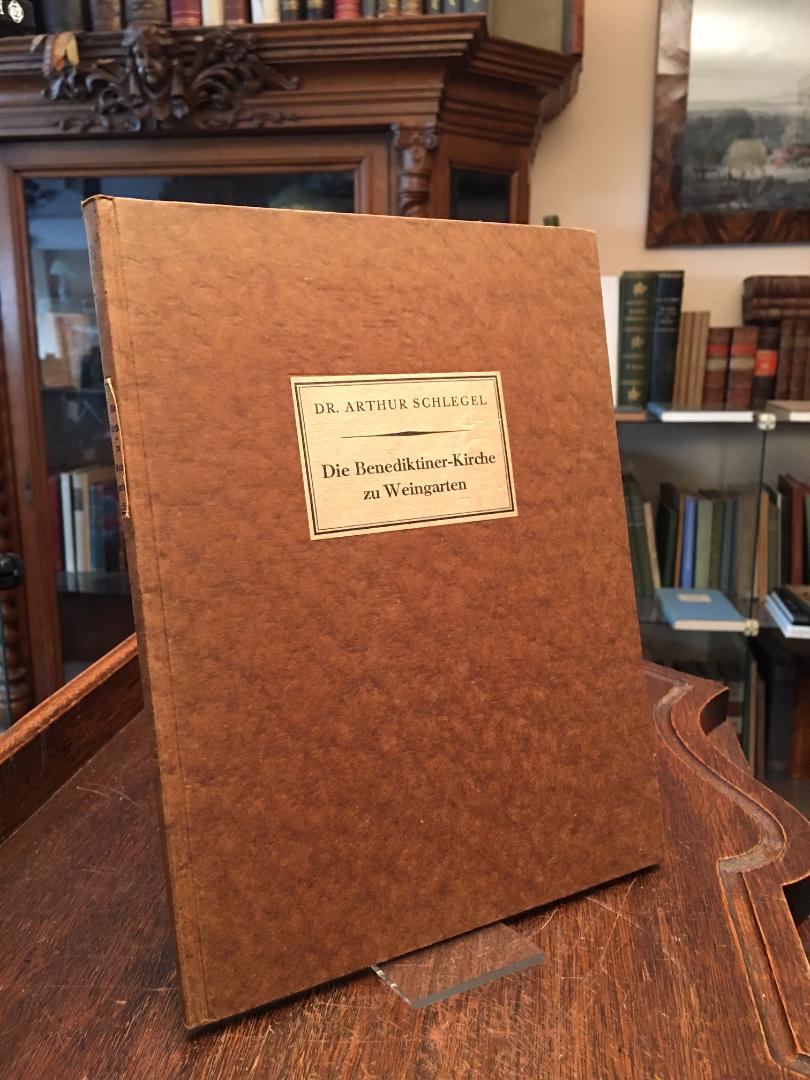 DR. ARTHUR SCHLEGEL
Die Benediktiner-Kirche
zu Weingarten